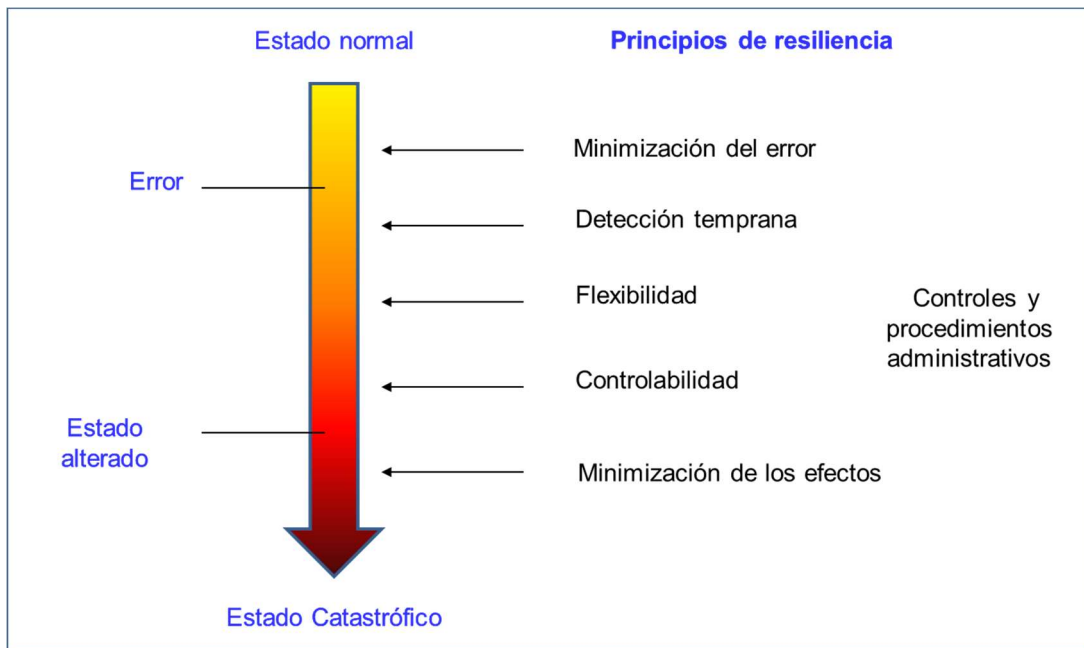 Estado normal
Principios de resiliencia
Minimización del error
Error
Detección temprana
Flexibilidad
Controles y
procedimientos
administrativos
Controlabilidad
Estado
alterado
Minimización de los efectos
Estado Catastrófico